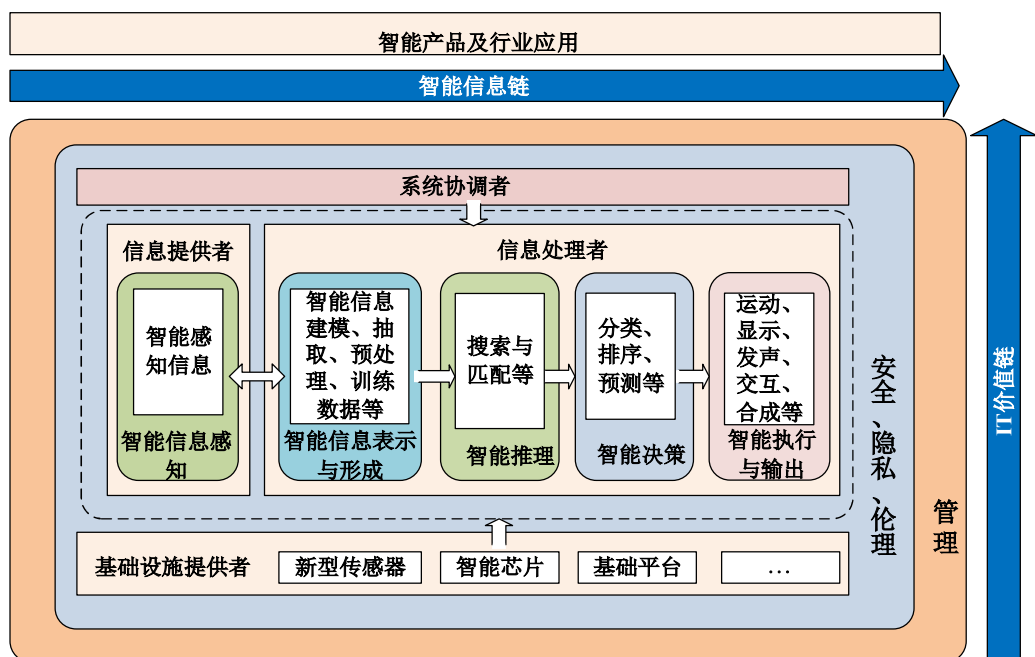 智能产品及行业应用
智能信息链
系统协调者
信息提供者
信息处理者
智能感
知信息
智能信息感
知
智能信息
建模、抽
取、预处
理、训练
数据等
智能信息表示
与形成
搜索与
匹配等
智能推理
分类、
排序、
预测等
智能决策
运动、
显示、
发声、
交互、
合成等
智能执行
与输出
基础设施提供者
新型传感器
智能芯片
基础平台
…
安全、隐私、伦理
管理
IT价值链